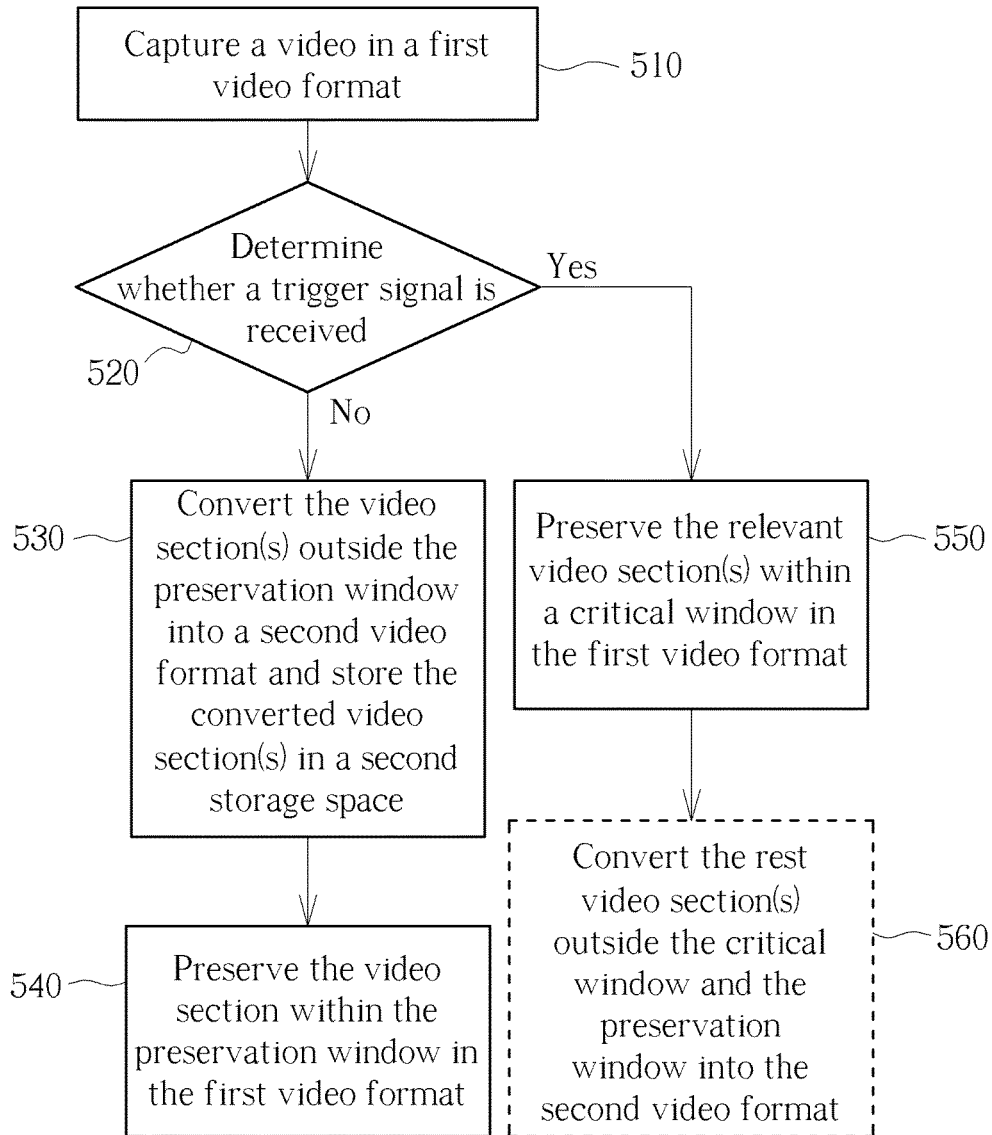 Capture a video in a first
video format
510
Determine
whether a trigger signal is
received
520
Yes
No
530
Convert the video
section(s) outside the
preservation window
into a second video
format and store the
converted video
section(s) in a second
storage space
Preserve the relevant
video section(s) within
a critical window in
the first video format
550
540
Preserve the video
section within the
preservation window in
the first video format
Convert the rest
video section(s)
outside the critical
window and the
preservation
window into the
second video format
560